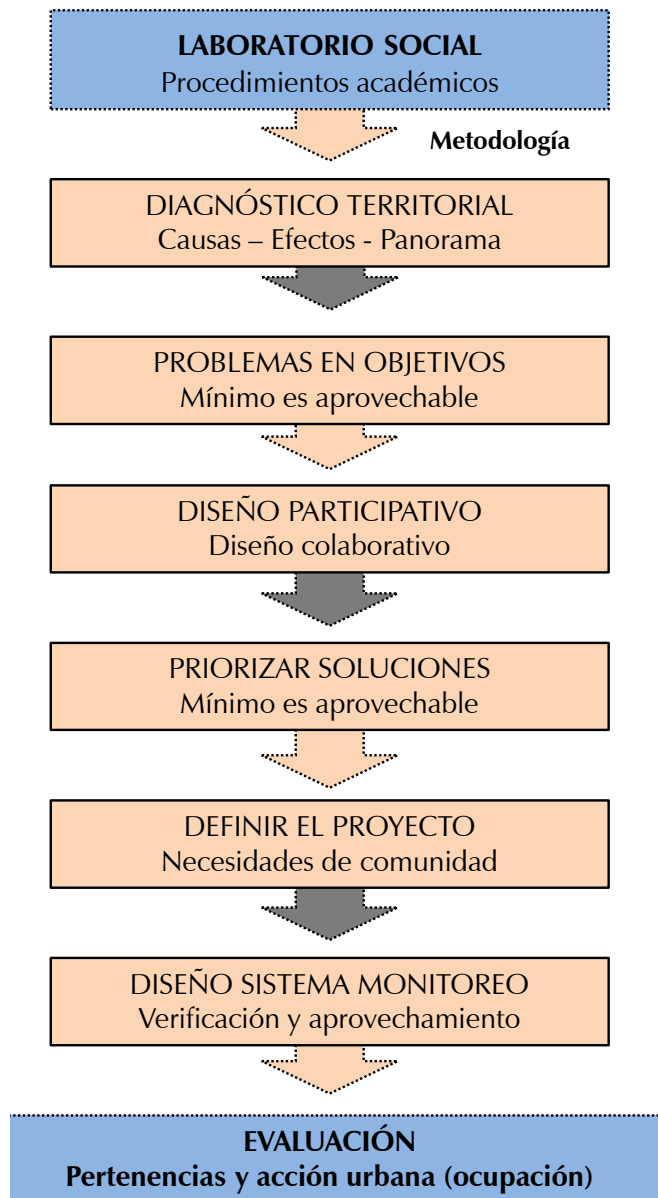 LABORATORIO SOCIAL
Procedimientos académicos
Metodología
DIAGNÓSTICO TERRITORIAL
Causas – Efectos - Panorama
PROBLEMAS EN OBJETIVOS
Mínimo es aprovechable
DISEÑO PARTICIPATIVO
Diseño colaborativo
PRIORIZAR SOLUCIONES
Mínimo es aprovechable
DEFINIR EL PROYECTO
Necesidades de comunidad
DISEÑO SISTEMA MONITOREO
Verificación y aprovechamiento
EVALUACIÓN
Pertenencias y acción urbana (ocupación)